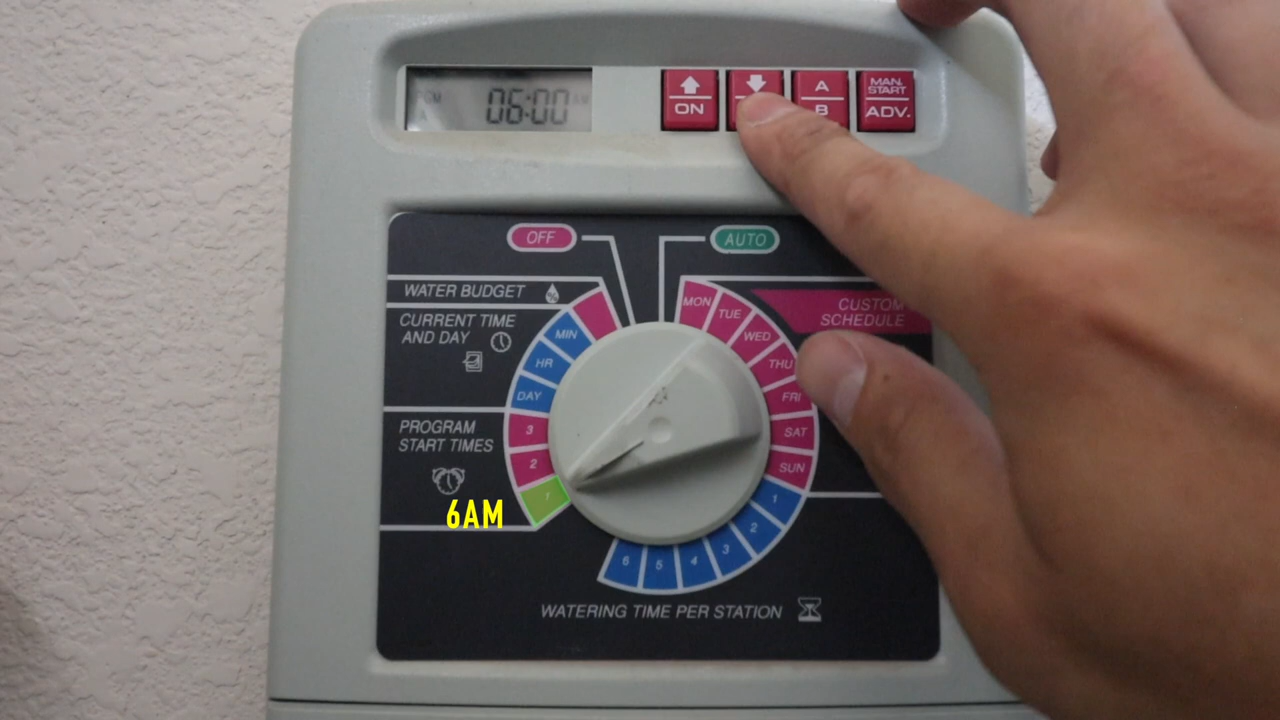 06:00 AM
ON
A
B
MAN.
START
ADV.
OFF
AUTO
WATER BUDGET
%
CURRENT TIME
AND DAY
MIN
HR
DAY
PROGRAM
START TIMES
3
2
1
6AM
MON
TUE
WED
THU
FRI
SAT
SUN
CUSTOM
SCHEDULE
1
2
3
4
5
6
WATERING TIME PER STATION